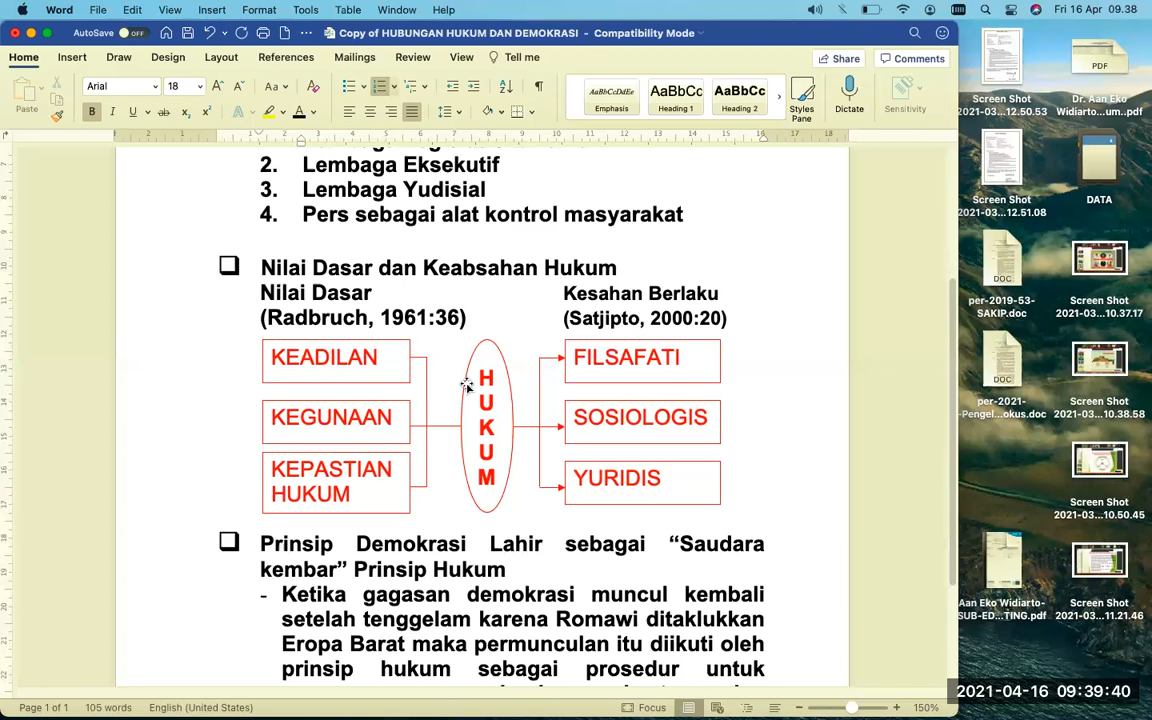 Word File Edit View Insert Format Tools Table Window Help Fri 16 Apr 09.38
AutoSave OFF Copy of HUBUNGAN HUKUM DAN DEMOKRASI - Compatibility Mode
Home Insert Draw Design Layout References Mailings Review View Tell me Share Comments
Paste Arial 18 AaBbCcDdEe AaBbCc AaBbCc
Emphasis Heading 1 Heading 2 Styles Pane Dictate Sensitivity
2. Lembaga Eksekutif
3. Lembaga Yudisial
4. Pers sebagai alat kontrol masyarakat
Nilai Dasar dan Keabsahan Hukum
Nilai Dasar Kesahan Berlaku
(Radbruch, 1961:36) (Satjipto, 2000:20)
KEADILAN
KEGUNAAN
KEPASTIAN
HUKUM
H
U
K
U
M
FILSAFATI
SOSIOLOGIS
YURIDIS
Prinsip Demokrasi Lahir sebagai “Saudara
kembar” Prinsip Hukum
- Ketika gagasan demokrasi muncul kembali
setelah tenggelam karena Romawi ditaklukkan
Eropa Barat maka permunculan itu diikuti oleh
prinsip hukum sebagai prosedur untuk
Page 1 of 1 105 words English (United States) Focus 150%
Screen Shot
2021-03...12.50.53
PDF
Dr. Aan Eko
Widiarto...um..pdf
Screen Shot
2021-03...12.51.08
DATA
DOC
per-2019-53-
SAKIP.doc
Screen Shot
2021-03...10.37.17
DOC
per-2021-
-Pengel...okus.doc
Screen Shot
2021-03...10.38.58
Screen Shot
2021-03...10.50.45
Aan Eko Widiarto-
SUB-ED...TING.pdf
Screen Shot
2021-03...11.21.46
2021-04-16 09:39:40